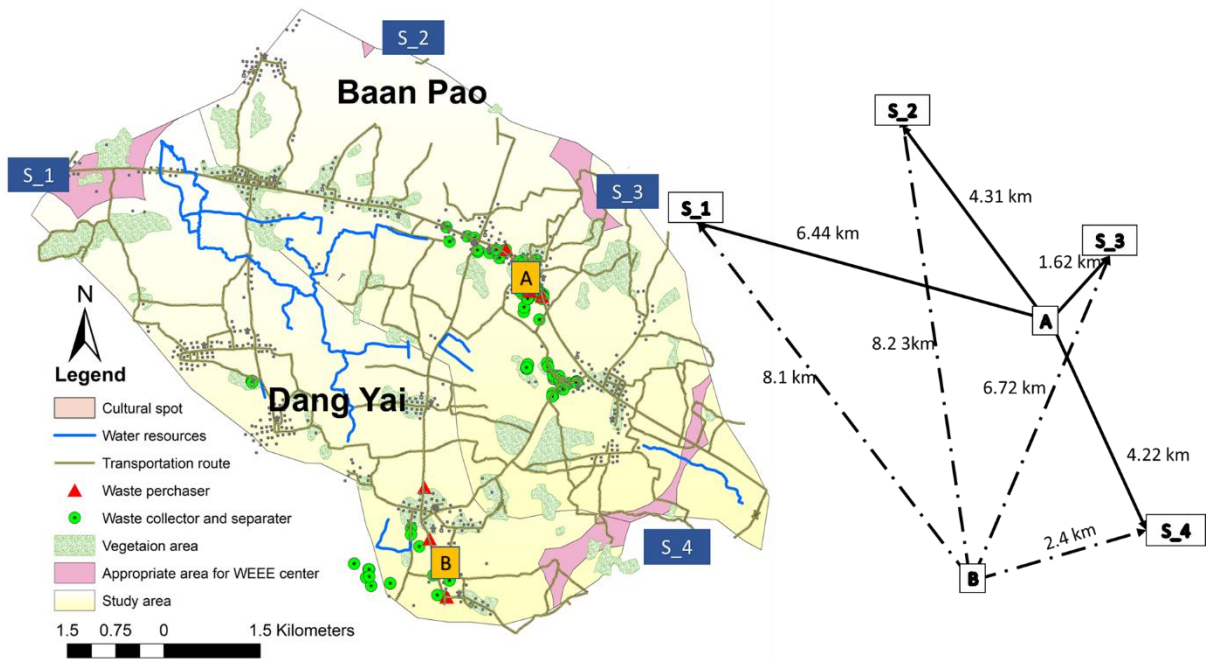 S_2
Baan Pao
S_1
S_3
A
N
Legend
Cultural spot
Water resources
Transportation route
Waste perchaser
Waste collector and separater
Vegetaion area
Appropriate area for WEEE center
Study area
Dang Yai
S_4
B
1.5 0.75 0 1.5 Kilometers
S_2
S_1
4.31 km
6.44 km
S_3
1.62 km
A
8.2 3km
8.1 km
6.72 km
4.22 km
S_4
2.4 km
B